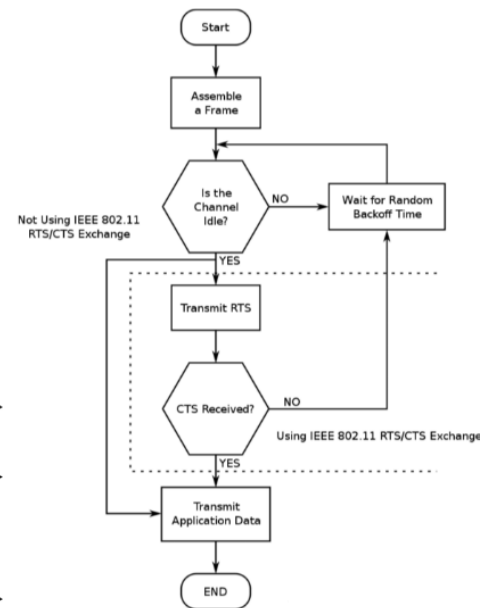 Start
Assemble
a Frame
Is the
Channel
Idle?
NO
Wait for Random
Backoff Time
Not Using IEEE 802.11
RTS/CTS Exchange
YES
Transmit RTS
CTS Received?
NO
Using IEEE 802.11 RTS/CTS Exchange
YES
Transmit
Application Data
END